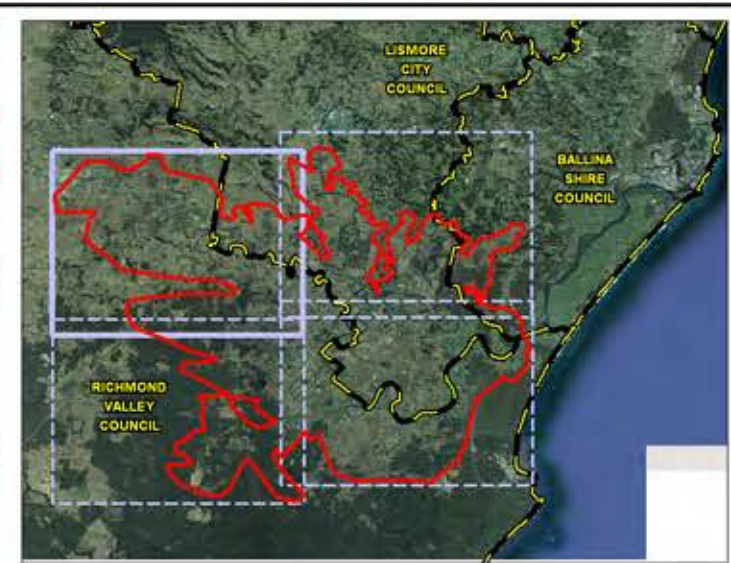 LISMORE
CITY
COUNCIL
BALLINA
SHIRE
COUNCIL
RICHMOND
VALLEY
COUNCIL